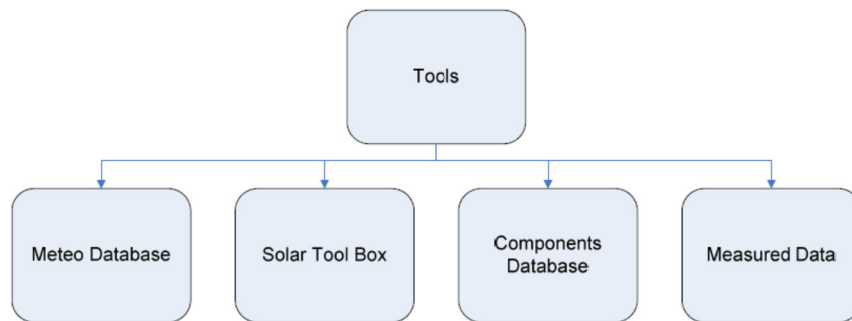 Tools
Meteo Database
Solar Tool Box
Components
Database
Measured Data